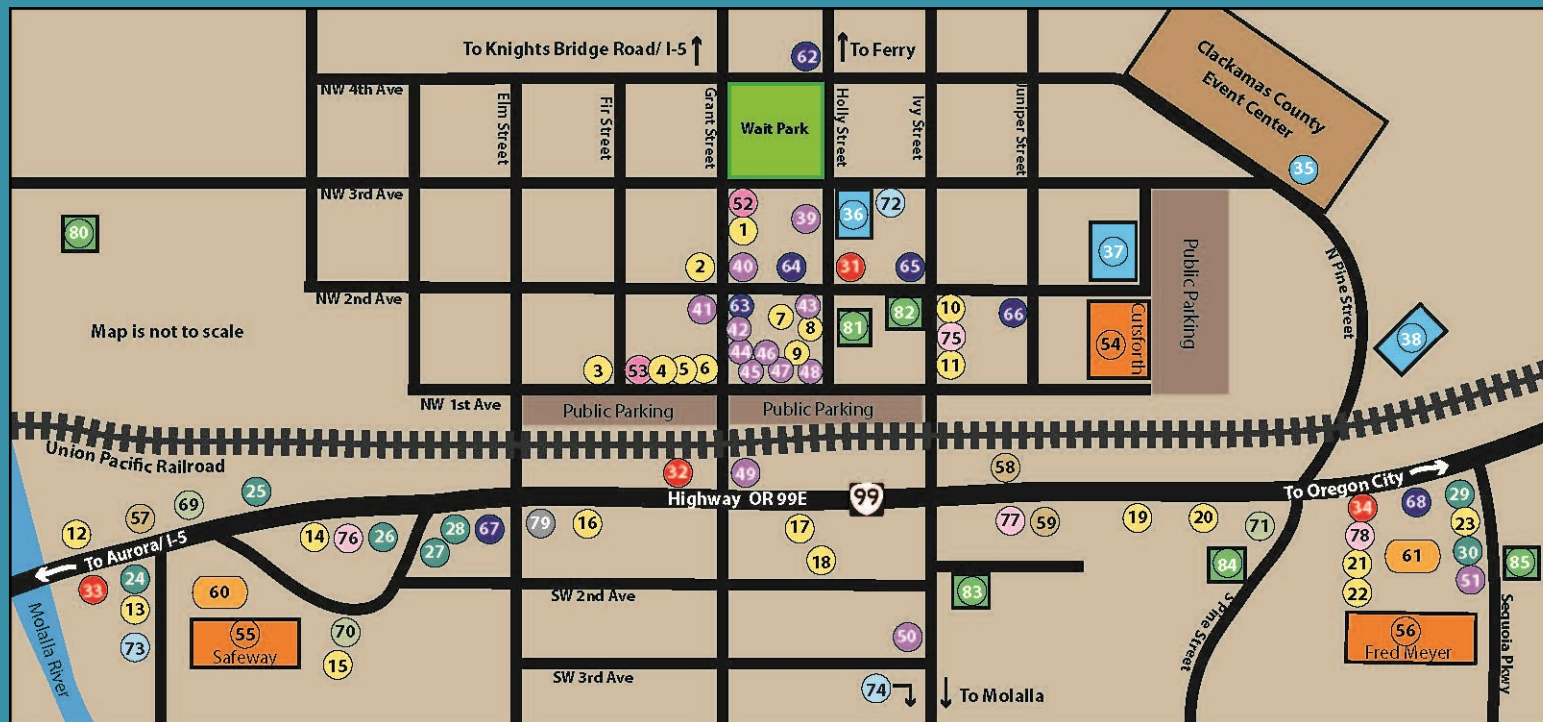 To Knights Bridge Road/ I-5
62
To Ferry
Clackamas County
Event Center
35
NW 4th Ave
Elm Street
Fir Street
Grant Street
Wait Park
Holly Street
Ivy Street
Juniper Street
NW 3rd Ave
80
52
1
39
36
72
37
Public Parking
N Pine Street
2
40
64
31
65
NW 2nd Ave
Map is not to scale
41
63
43
42
7
8
44
46
9
45
47
48
81
82
10
75
11
66
54
Cutsforth
38
3
53
4
5
6
NW 1st Ave
Public Parking
Public Parking
Union Pacific Railroad
32
49
58
Highway OR 99E
99
To Oregon City
12
57
69
25
To Aurora/ I-5
14
76
26
27
28
67
79
16
17
18
77
59
19
20
71
34
68
29
78
23
21
61
30
22
51
85
33
24
13
73
60
55
Safeway
70
15
SW 2nd Ave
83
84
S Pine Street
50
56
Fred Meyer
Sequoia Pkwy
Molalla River
SW 3rd Ave
74
To Molalla